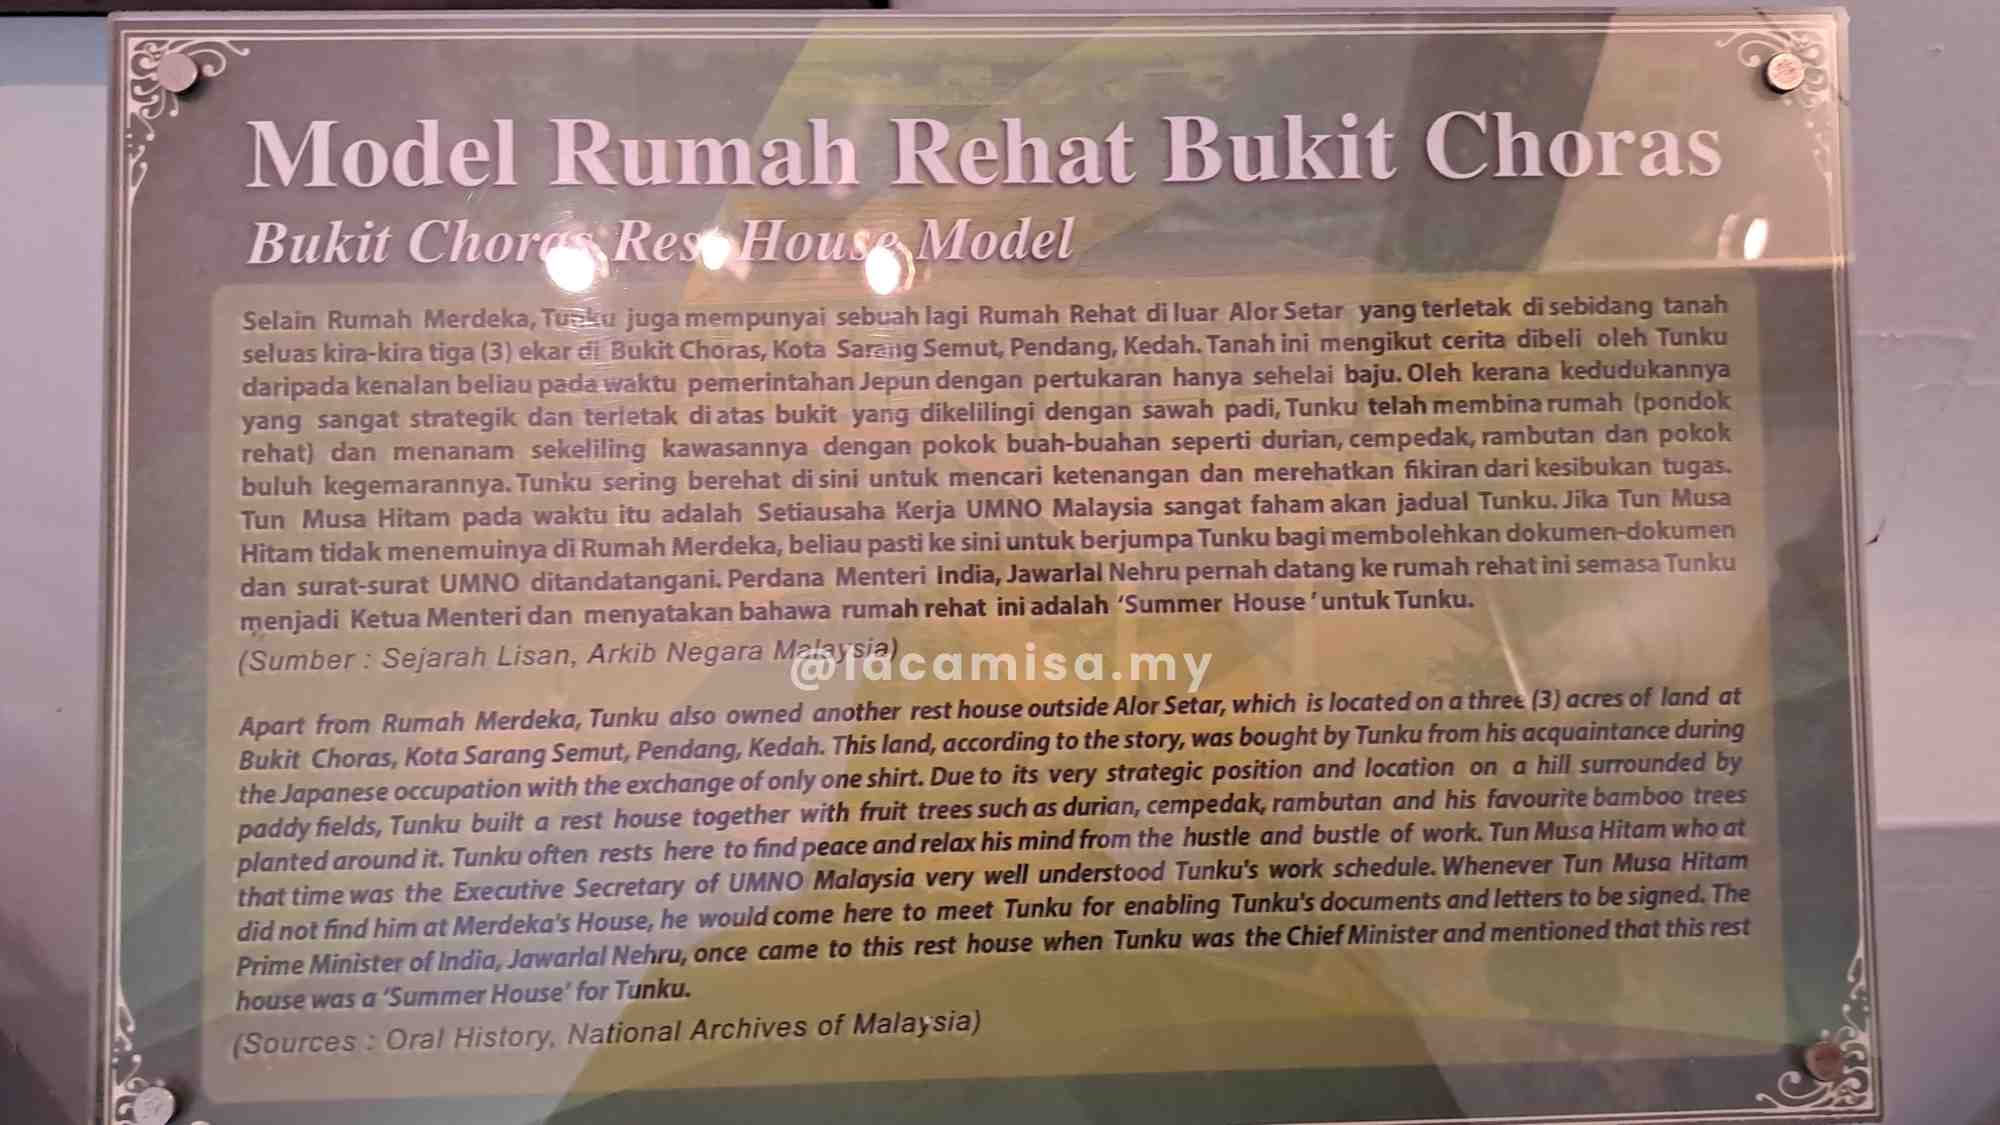 Model Rumah Rehat Bukit Choras
Bukit Choras Rest House Model
Selain Rumah Merdeka, Tunku juga mempunyai sebuah lagi Rumah Rehat di luar Alor Setar yang terletak di sebidang tanah
seluas kira-kira tiga (3) ekar di Bukit Choras, Kota Sarang Semut, Pendang, Kedah. Tanah ini mengikut cerita dibeli oleh Tunku
daripada kenalan beliau pada waktu pemerintahan Jepun dengan pertukaran hanya sehelai baju. Oleh kerana kedudukannya
yang sangat strategik dan terletak di atas bukit yang dikelilingi dengan sawah padi, Tunku telah membina rumah (pondok
rehat) dan menanam sekeliling kawasannya dengan pokok buah-buahan seperti durian, cempedak, rambutan dan pokok
buluh kegemarannya. Tunku sering berehat di sini untuk mencari ketenangan dan merehatkan fikiran dari kesibukan tugas.
Tun Musa Hitam pada waktu itu adalah Setiausaha Kerja UMNO Malaysia sangat faham akan jadual Tunku. Jika Tun Musa
Hitam tidak menemuinya di Rumah Merdeka, beliau pasti ke sini untuk berjumpa Tunku bagi membolehkan dokumen-dokumen
dan surat-surat UMNO ditandatangani. Perdana Menteri India, Jawarlal Nehru pernah datang ke rumah rehat ini semasa Tunku
menjadi Ketua Menteri dan menyatakan bahawa rumah rehat ini adalah ‘Summer House’ untuk Tunku.
(Sumber : Sejarah Lisan, Arkib Negara Malaysia)
@lacamisa.my
Apart from Rumah Merdeka, Tunku also owned another rest house outside Alor Setar, which is located on a three (3) acres of land at
Bukit Choras, Kota Sarang Semut, Pendang, Kedah. This land, according to the story, was bought by Tunku from his acquaintance during
the Japanese occupation with the exchange of only one shirt. Due to its very strategic position and location on a hill surrounded by
paddy fields, Tunku built a rest house together with fruit trees such as durian, cempedak, rambutan and his favourite bamboo trees
planted around it. Tunku often rests here to find peace and relax his mind from the hustle and bustle of work. Tun Musa Hitam who at
that time was the Executive Secretary of UMNO Malaysia very well understood Tunku's work schedule. Whenever Tun Musa Hitam
did not find him at Merdeka's House, he would come here to meet Tunku for enabling Tunku's documents and letters to be signed. The
Prime Minister of India, Jawarlal Nehru, once came to this rest house when Tunku was the Chief Minister and mentioned that this rest
house was a ‘Summer House’ for Tunku.
(Sources : Oral History, National Archives of Malaysia)